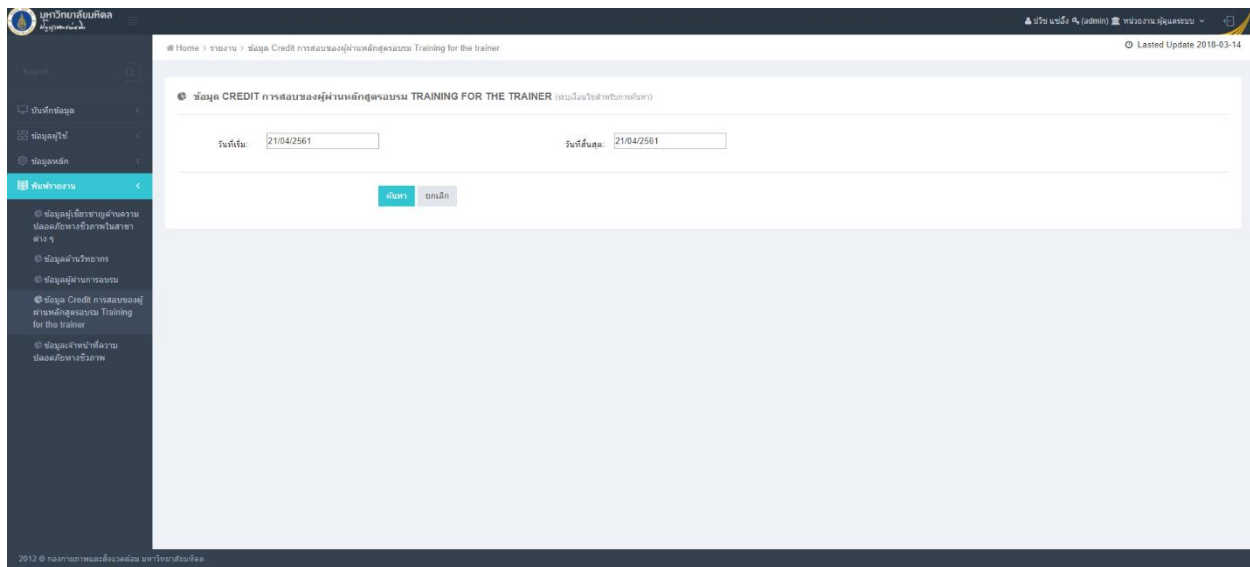 มหาวิทยาลัยมหิดล
ปัญญาของแผ่นดิน
ปวีย แซ่อึ้ง (admin) หน่วยงาน.ผู้ดูแลระบบ
Home > รายงาน > ข้อมูล Credit การสอบของผู้ผ่านหลักสูตรอบรม Training for the trainer
Lasted Update 2018-03-14
Search...
ข้อมูล CREDIT การสอบของผู้ผ่านหลักสูตรอบรม TRAINING FOR THE TRAINER (ระบุเงื่อนไขสำหรับการค้นหา)
บันทึกข้อมูล
ข้อมูลผู้ใช้
วันที่เริ่ม: 21/04/2561 วันที่สิ้นสุด: 21/04/2561
ข้อมูลหลัก
พิมพ์รายงาน
ค้นหา ยกเลิก
ข้อมูลผู้เชี่ยวชาญด้านความ
ปลอดภัยทางชีวภาพในสาขา
ต่าง ๆ
ข้อมูลด้านวิทยากร
ข้อมูลผู้ผ่านการอบรม
ข้อมูล Credit การสอบของผู้
ผ่านหลักสูตรอบรม Training
for the trainer
ข้อมูลเจ้าหน้าที่ความ
ปลอดภัยทางชีวภาพ
2012 © กองกายภาพและสิ่งแวดล้อม มหาวิทยาลัยมหิดล